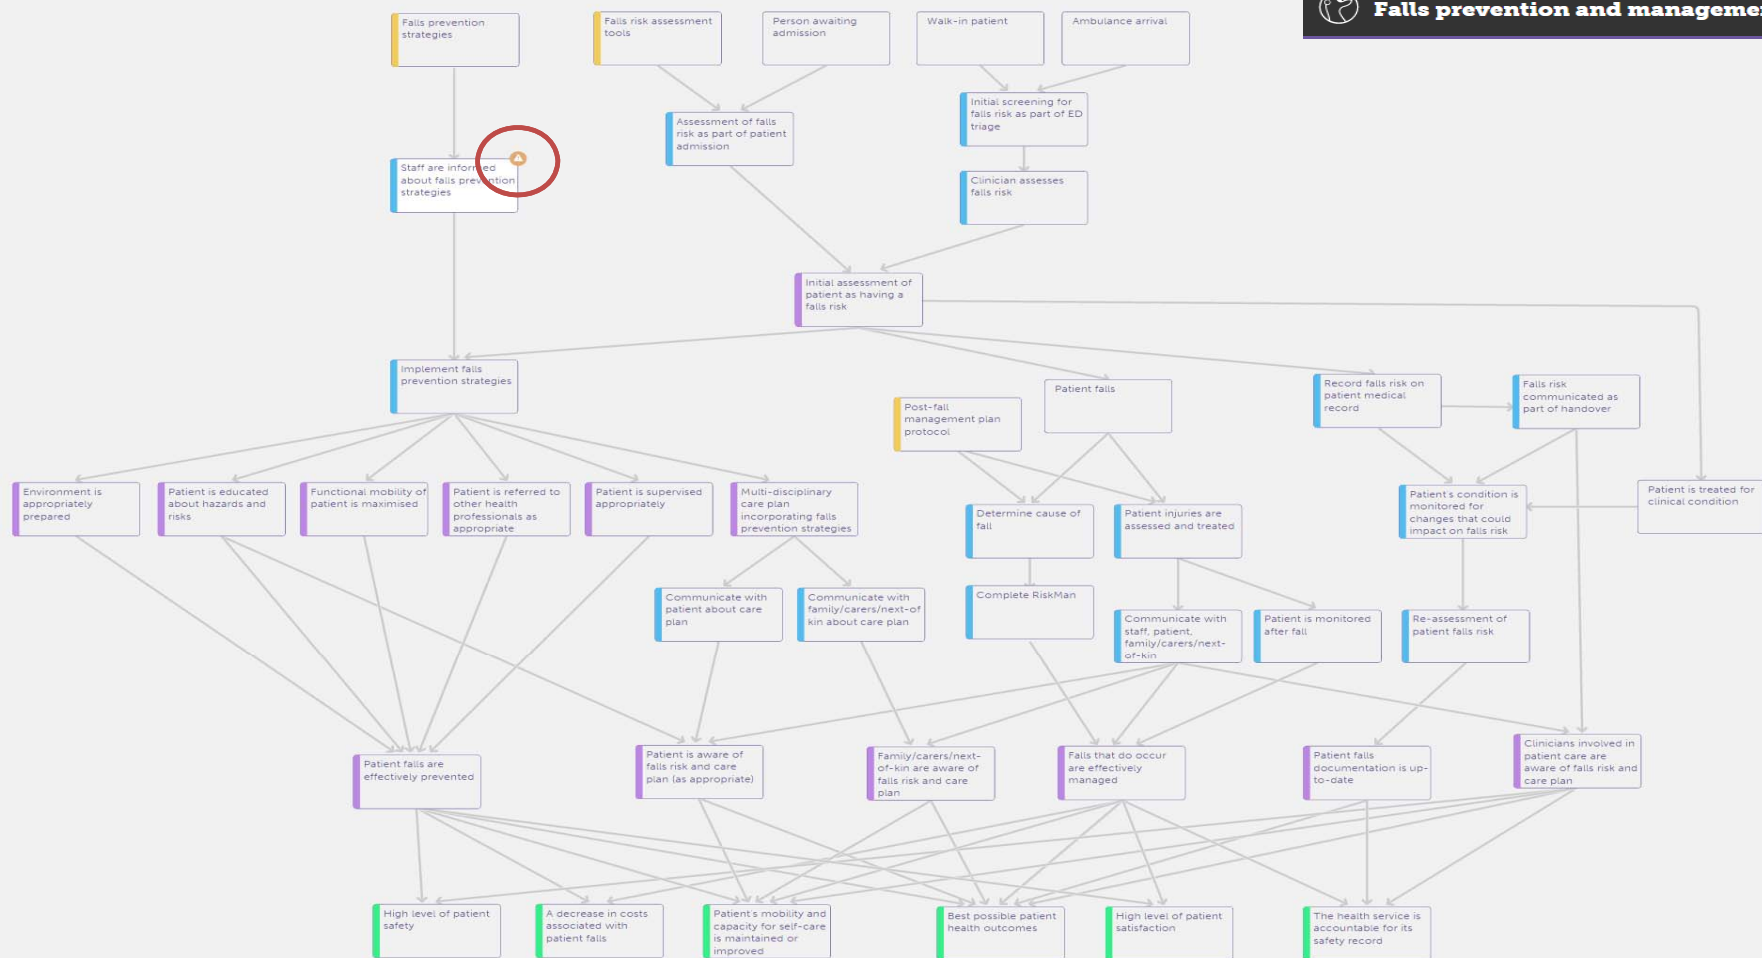 Falls prevention and manageme
Falls prevention
strategies
Falls risk assessment
tools
Person awaiting
admission
Walk-in patient
Ambulance arrival
Initial screening for
falls risk as part of ED
triage
Assessment of falls
risk as part of patient
admission
Staff are informed
about falls prevention
strategies
Clinician assesses
falls risk
Initial assessment of
patient as having a
falls risk
Implement falls
prevention strategies
Patient falls
Record falls risk on
patient medical
record
Falls risk
communicated as
part of handover
Post-fall
management plan
protocol
Environment is
appropriately
prepared
Patient is educated
about hazards and
risks
Functional mobility of
patient is maximised
Patient is referred to
other health
professionals as
appropriate
Patient is supervised
appropriately
Multi-disciplinary
care plan
incorporating falls
prevention strategies
Determine cause of
fall
Patient injuries are
assessed and treated
Patient's condition is
monitored for
changes that could
impact on falls risk
Patient is treated for
clinical condition
Communicate with
patient about care
plan
Communicate with
family/carers/next-of
kin about care plan
Complete RiskMan
Communicate with
staff, patient,
family/carers/next-
of-kin
Patient is monitored
after fall
Re-assessment of
patient falls risk
Patient falls are
effectively prevented
Patient is aware of
falls risk and care
plan (as appropriate)
Family/carers/next-
of-kin are aware of
falls risk and care
plan
Falls that do occur
are effectively
managed
Patient falls
documentation is up-
to-date
Clinicians involved in
patient care are
aware of falls risk and
care plan
High level of patient
safety
A decrease in costs
associated with
patient falls
Patient's mobility and
capacity for self-care
is maintained or
improved
Best possible patient
health outcomes
High level of patient
satisfaction
The health service is
accountable for its
safety record